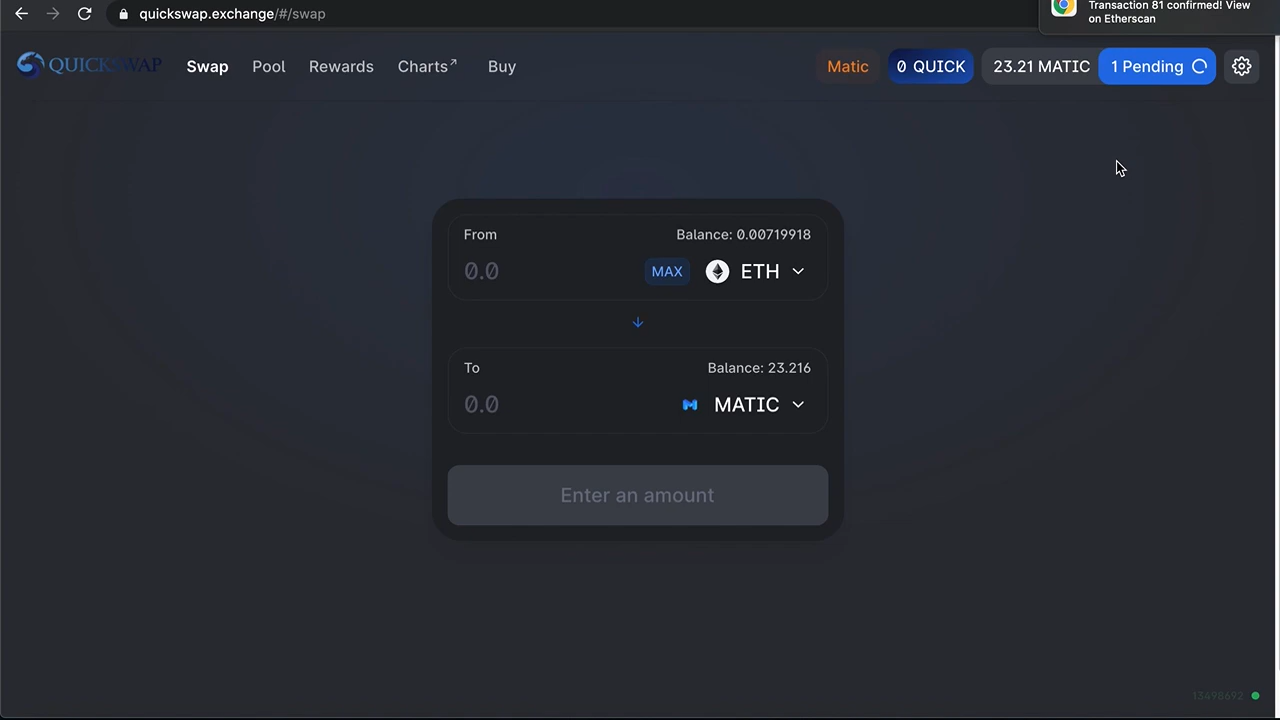 quickswap.exchange/#/swap
Transaction 81 confirmed! View
on Etherscan
QUICKSWAP
Swap
Pool
Rewards
Charts↗
Buy
Matic
0 QUICK
23.21 MATIC
1 Pending
From
Balance: 0.00719918
0.0
MAX
ETH
To
Balance: 23.216
0.0
MATIC
Enter an amount
13498692